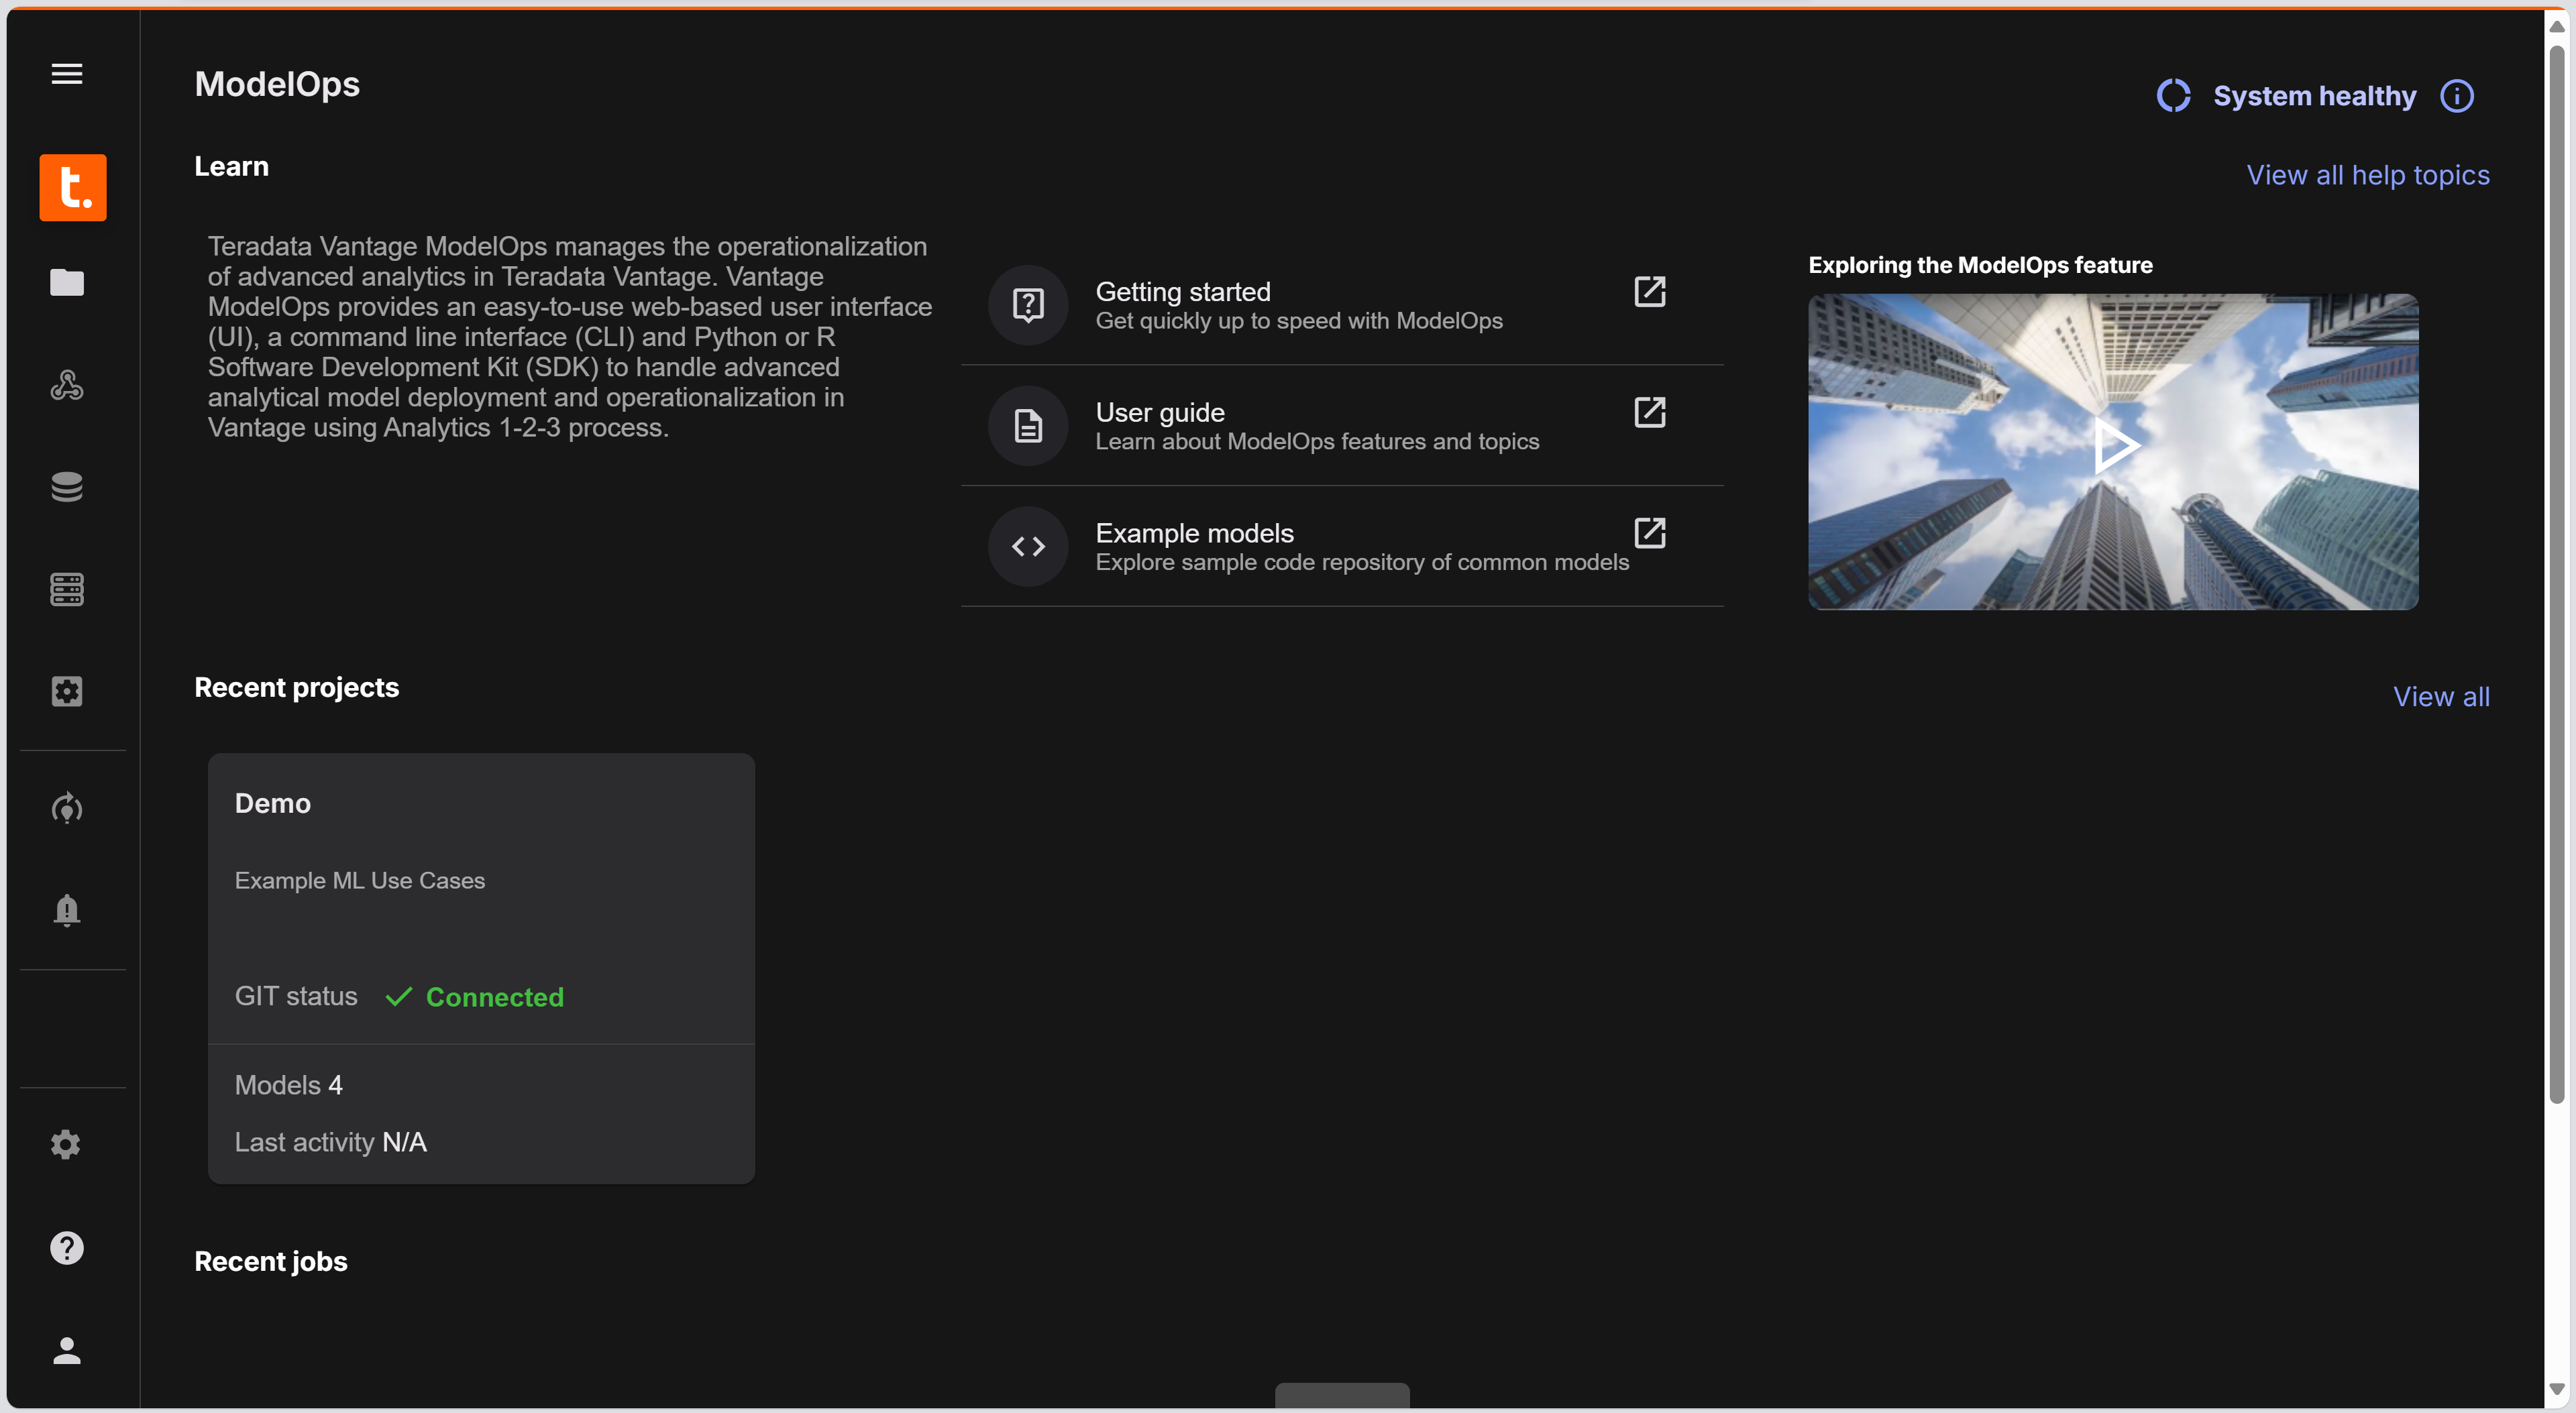 ModelOps
System healthy
Learn
View all help topics
t.
Teradata Vantage ModelOps manages the operationalization
of advanced analytics in Teradata Vantage. Vantage
ModelOps provides an easy-to-use web-based user interface
(UI), a command line interface (CLI) and Python or R
Software Development Kit (SDK) to handle advanced
analytical model deployment and operationalization in
Vantage using Analytics 1-2-3 process.
Getting started
Get quickly up to speed with ModelOps
User guide
Learn about ModelOps features and topics
Example models
Explore sample code repository of common models
Exploring the ModelOps feature
Recent projects
View all
Demo
Example ML Use Cases
GIT status Connected
Models 4
Last activity N/A
Recent jobs